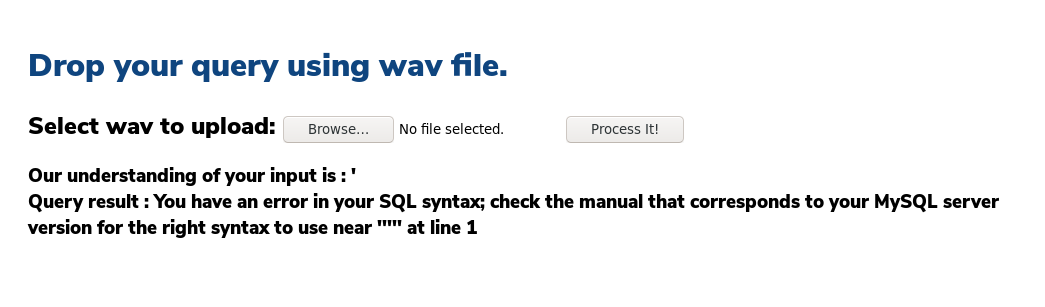 Drop your query using wav file.
Select wav to upload: Browse... No file selected. Process It!
Our understanding of your input is : '
Query result : You have an error in your SQL syntax; check the manual that corresponds to your MySQL server
version for the right syntax to use near ''''' at line 1